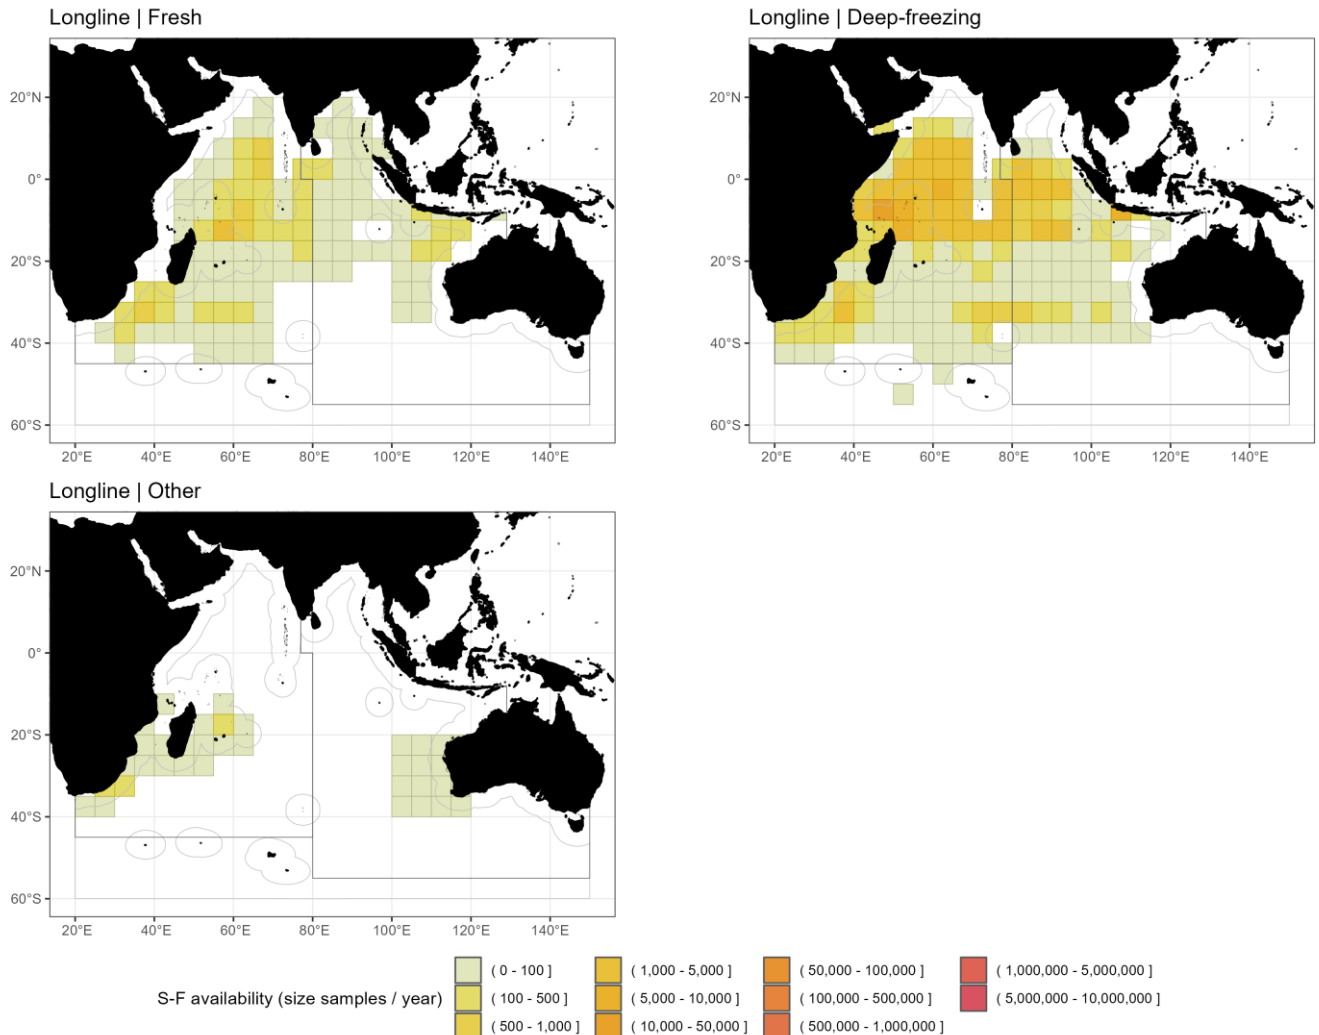 Longline | Fresh
Longline | Deep-freezing
20°N
0°
20°S
40°S
60°S
20°E 40°E 60°E 80°E 100°E 120°E 140°E
20°N
0°
20°S
40°S
60°S
20°E 40°E 60°E 80°E 100°E 120°E 140°E
Longline | Other
20°N
0°
20°S
40°S
60°S
20°E 40°E 60°E 80°E 100°E 120°E 140°E
S-F availability (size samples / year)
( 0 - 100 ]
( 100 - 500 ]
( 500 - 1,000 ]
( 1,000 - 5,000 ]
( 5,000 - 10,000 ]
( 10,000 - 50,000 ]
( 50,000 - 100,000 ]
( 100,000 - 500,000 ]
( 500,000 - 1,000,000 ]
( 1,000,000 - 5,000,000 ]
( 5,000,000 - 10,000,000 ]